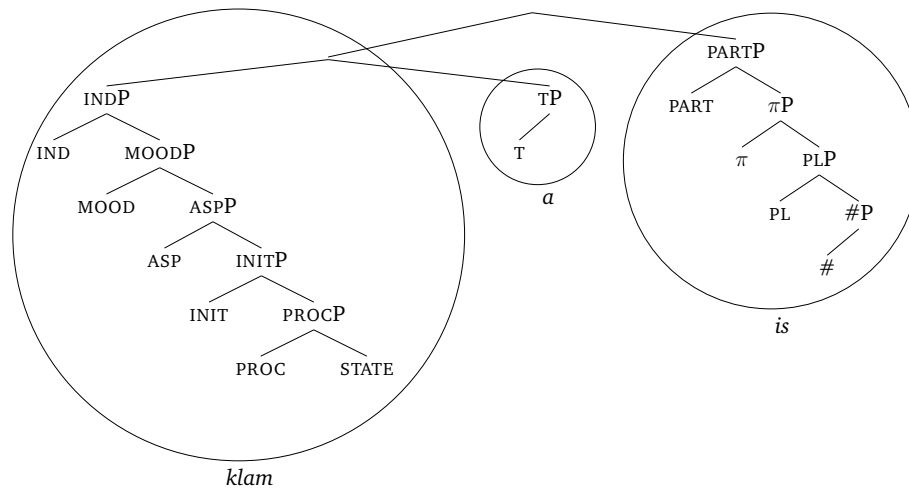 PARTP
INDP TP PART πP
IND MOODP T π PLP
MOOD ASPP a PL #P
ASP INITP #
INIT PROCP is
PROC STATE
klam